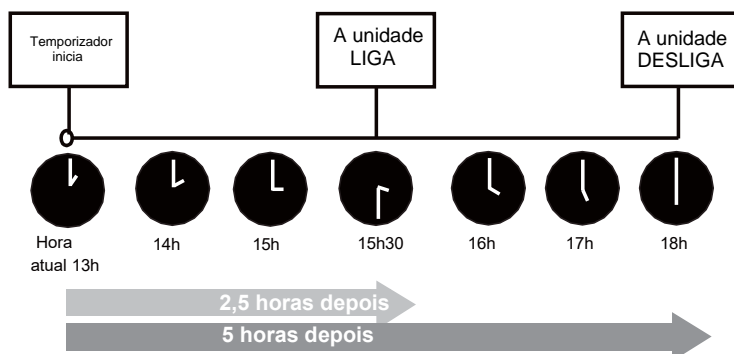 Temporizador
inicia
A unidade
LIGA
A unidade
DESLIGA
Hora
atual 13h
14h
15h
15h30
16h
17h
18h
2,5 horas depois
5 horas depois